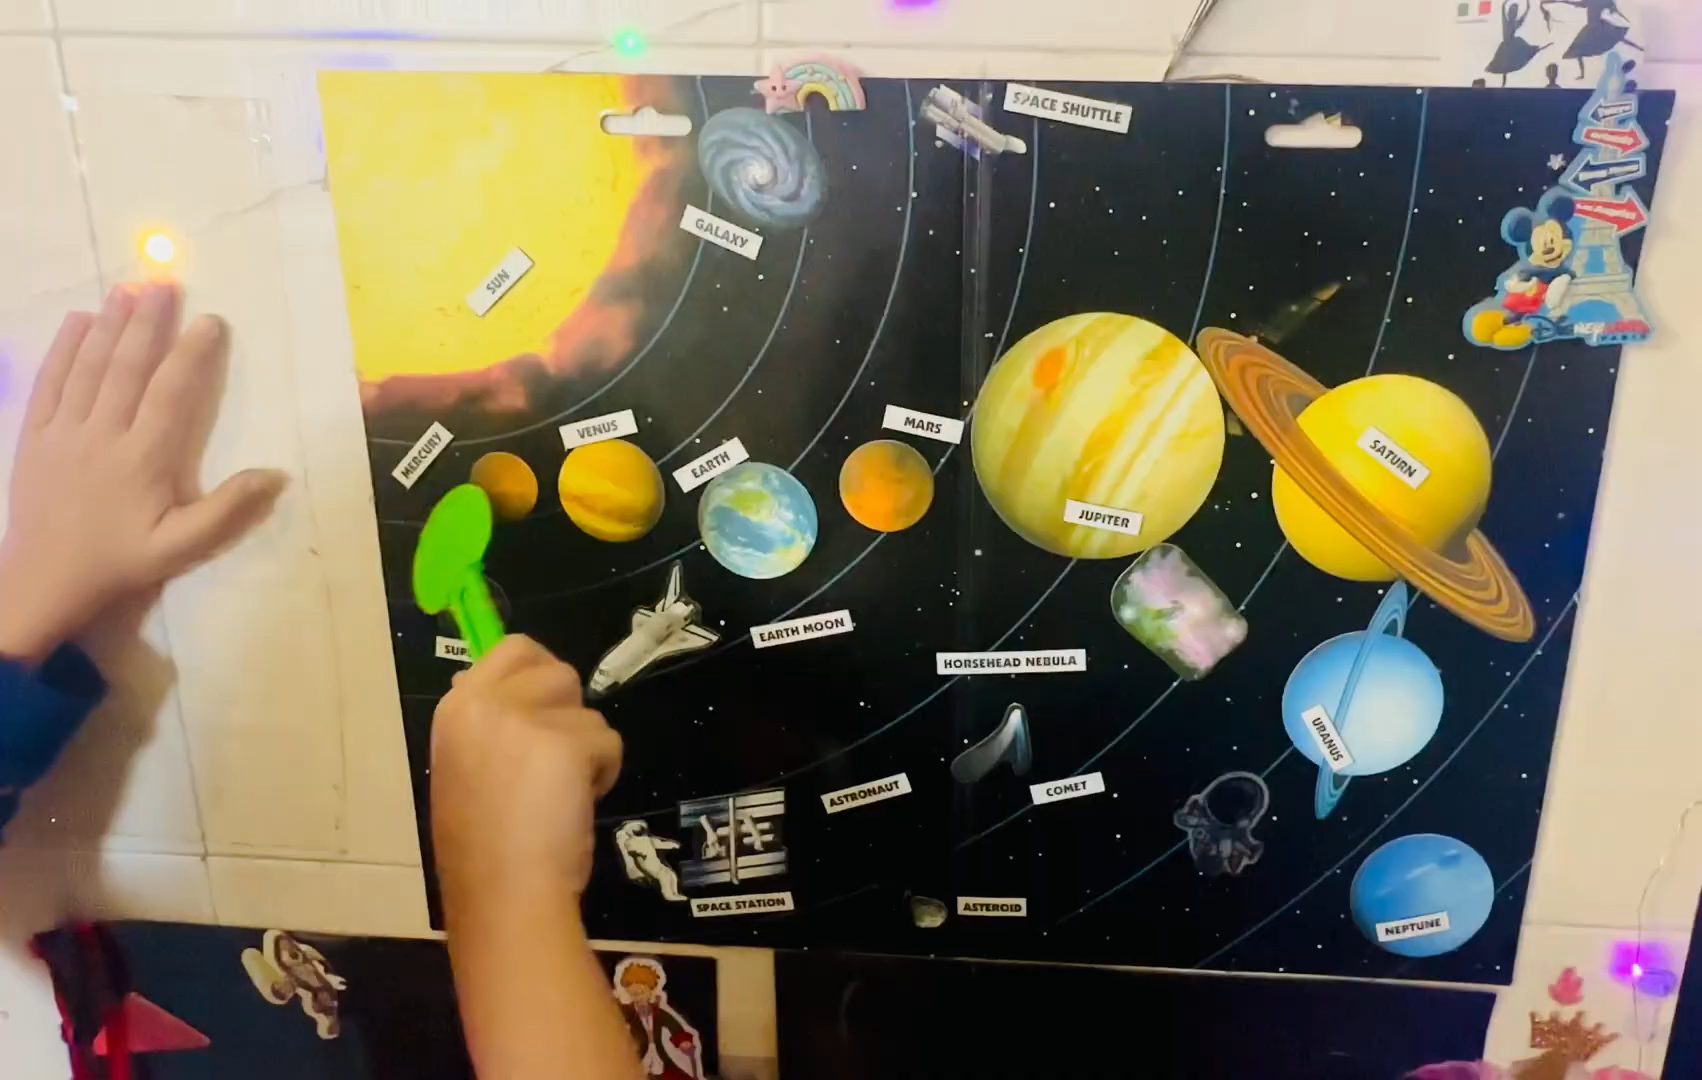 SPACE SHUTTLE
GALAXY
SUN
MARS
VENUS
MERCURY
EARTH
SATURN
JUPITER
EARTH MOON
HORSEHEAD NEBULA
URANUS
COMET
ASTRONAUT
SPACE STATION
ASTEROID
NEPTUNE